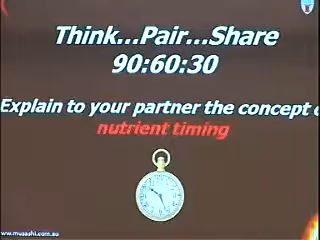 Think...Pair...Share
90:60:30
Explain to your partner the concept o
nutrient timing
www.musashi.com.au